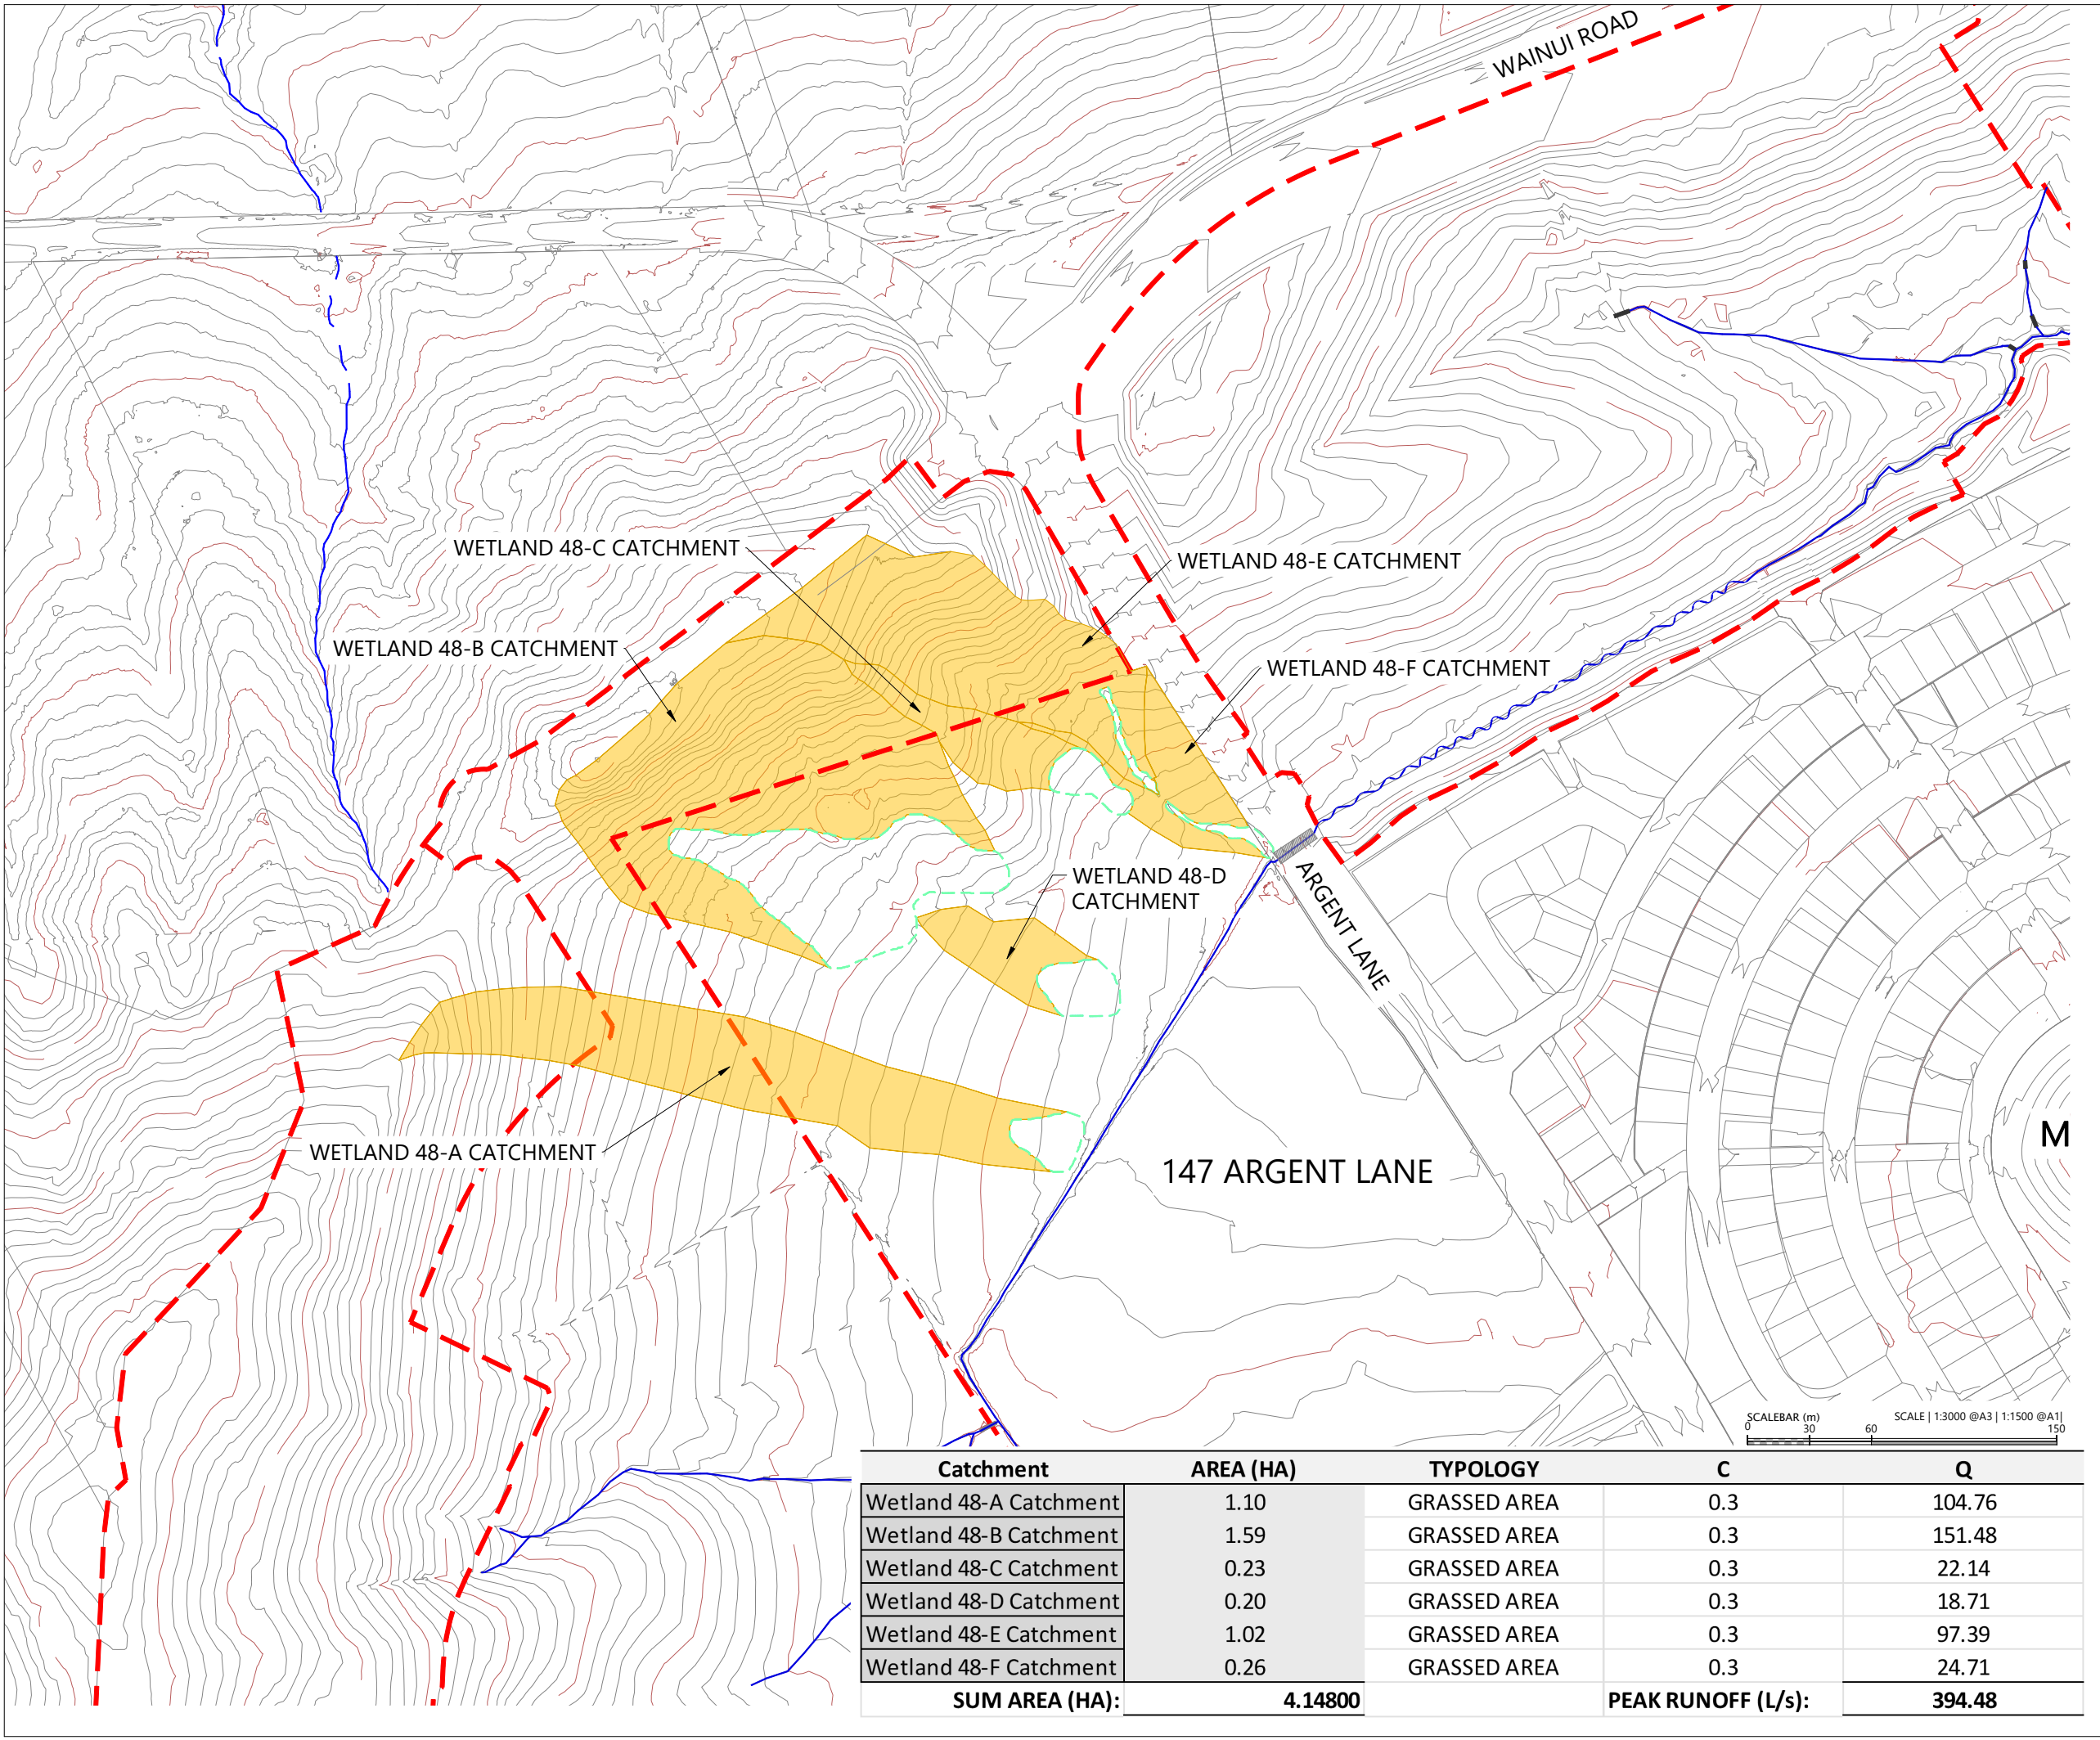 WAINUI ROAD
WETLAND 48-C CATCHMENT
WETLAND 48-E CATCHMENT
WETLAND 48-B CATCHMENT
WETLAND 48-F CATCHMENT
WETLAND 48-D
CATCHMENT
ARGENT LANE
WETLAND 48-A CATCHMENT
147 ARGENT LANE
M
SCALEBAR (m) SCALE | 1:3000 @A3 | 1:1500 @A1|
0 30 60 150
Catchment AREA (HA) TYPOLOGY C Q
Wetland 48-A Catchment 1.10 GRASSED AREA 0.3 104.76
Wetland 48-B Catchment 1.59 GRASSED AREA 0.3 151.48
Wetland 48-C Catchment 0.23 GRASSED AREA 0.3 22.14
Wetland 48-D Catchment 0.20 GRASSED AREA 0.3 18.71
Wetland 48-E Catchment 1.02 GRASSED AREA 0.3 97.39
Wetland 48-F Catchment 0.26 GRASSED AREA 0.3 24.71
SUM AREA (HA): 4.14800 PEAK RUNOFF (L/s): 394.48